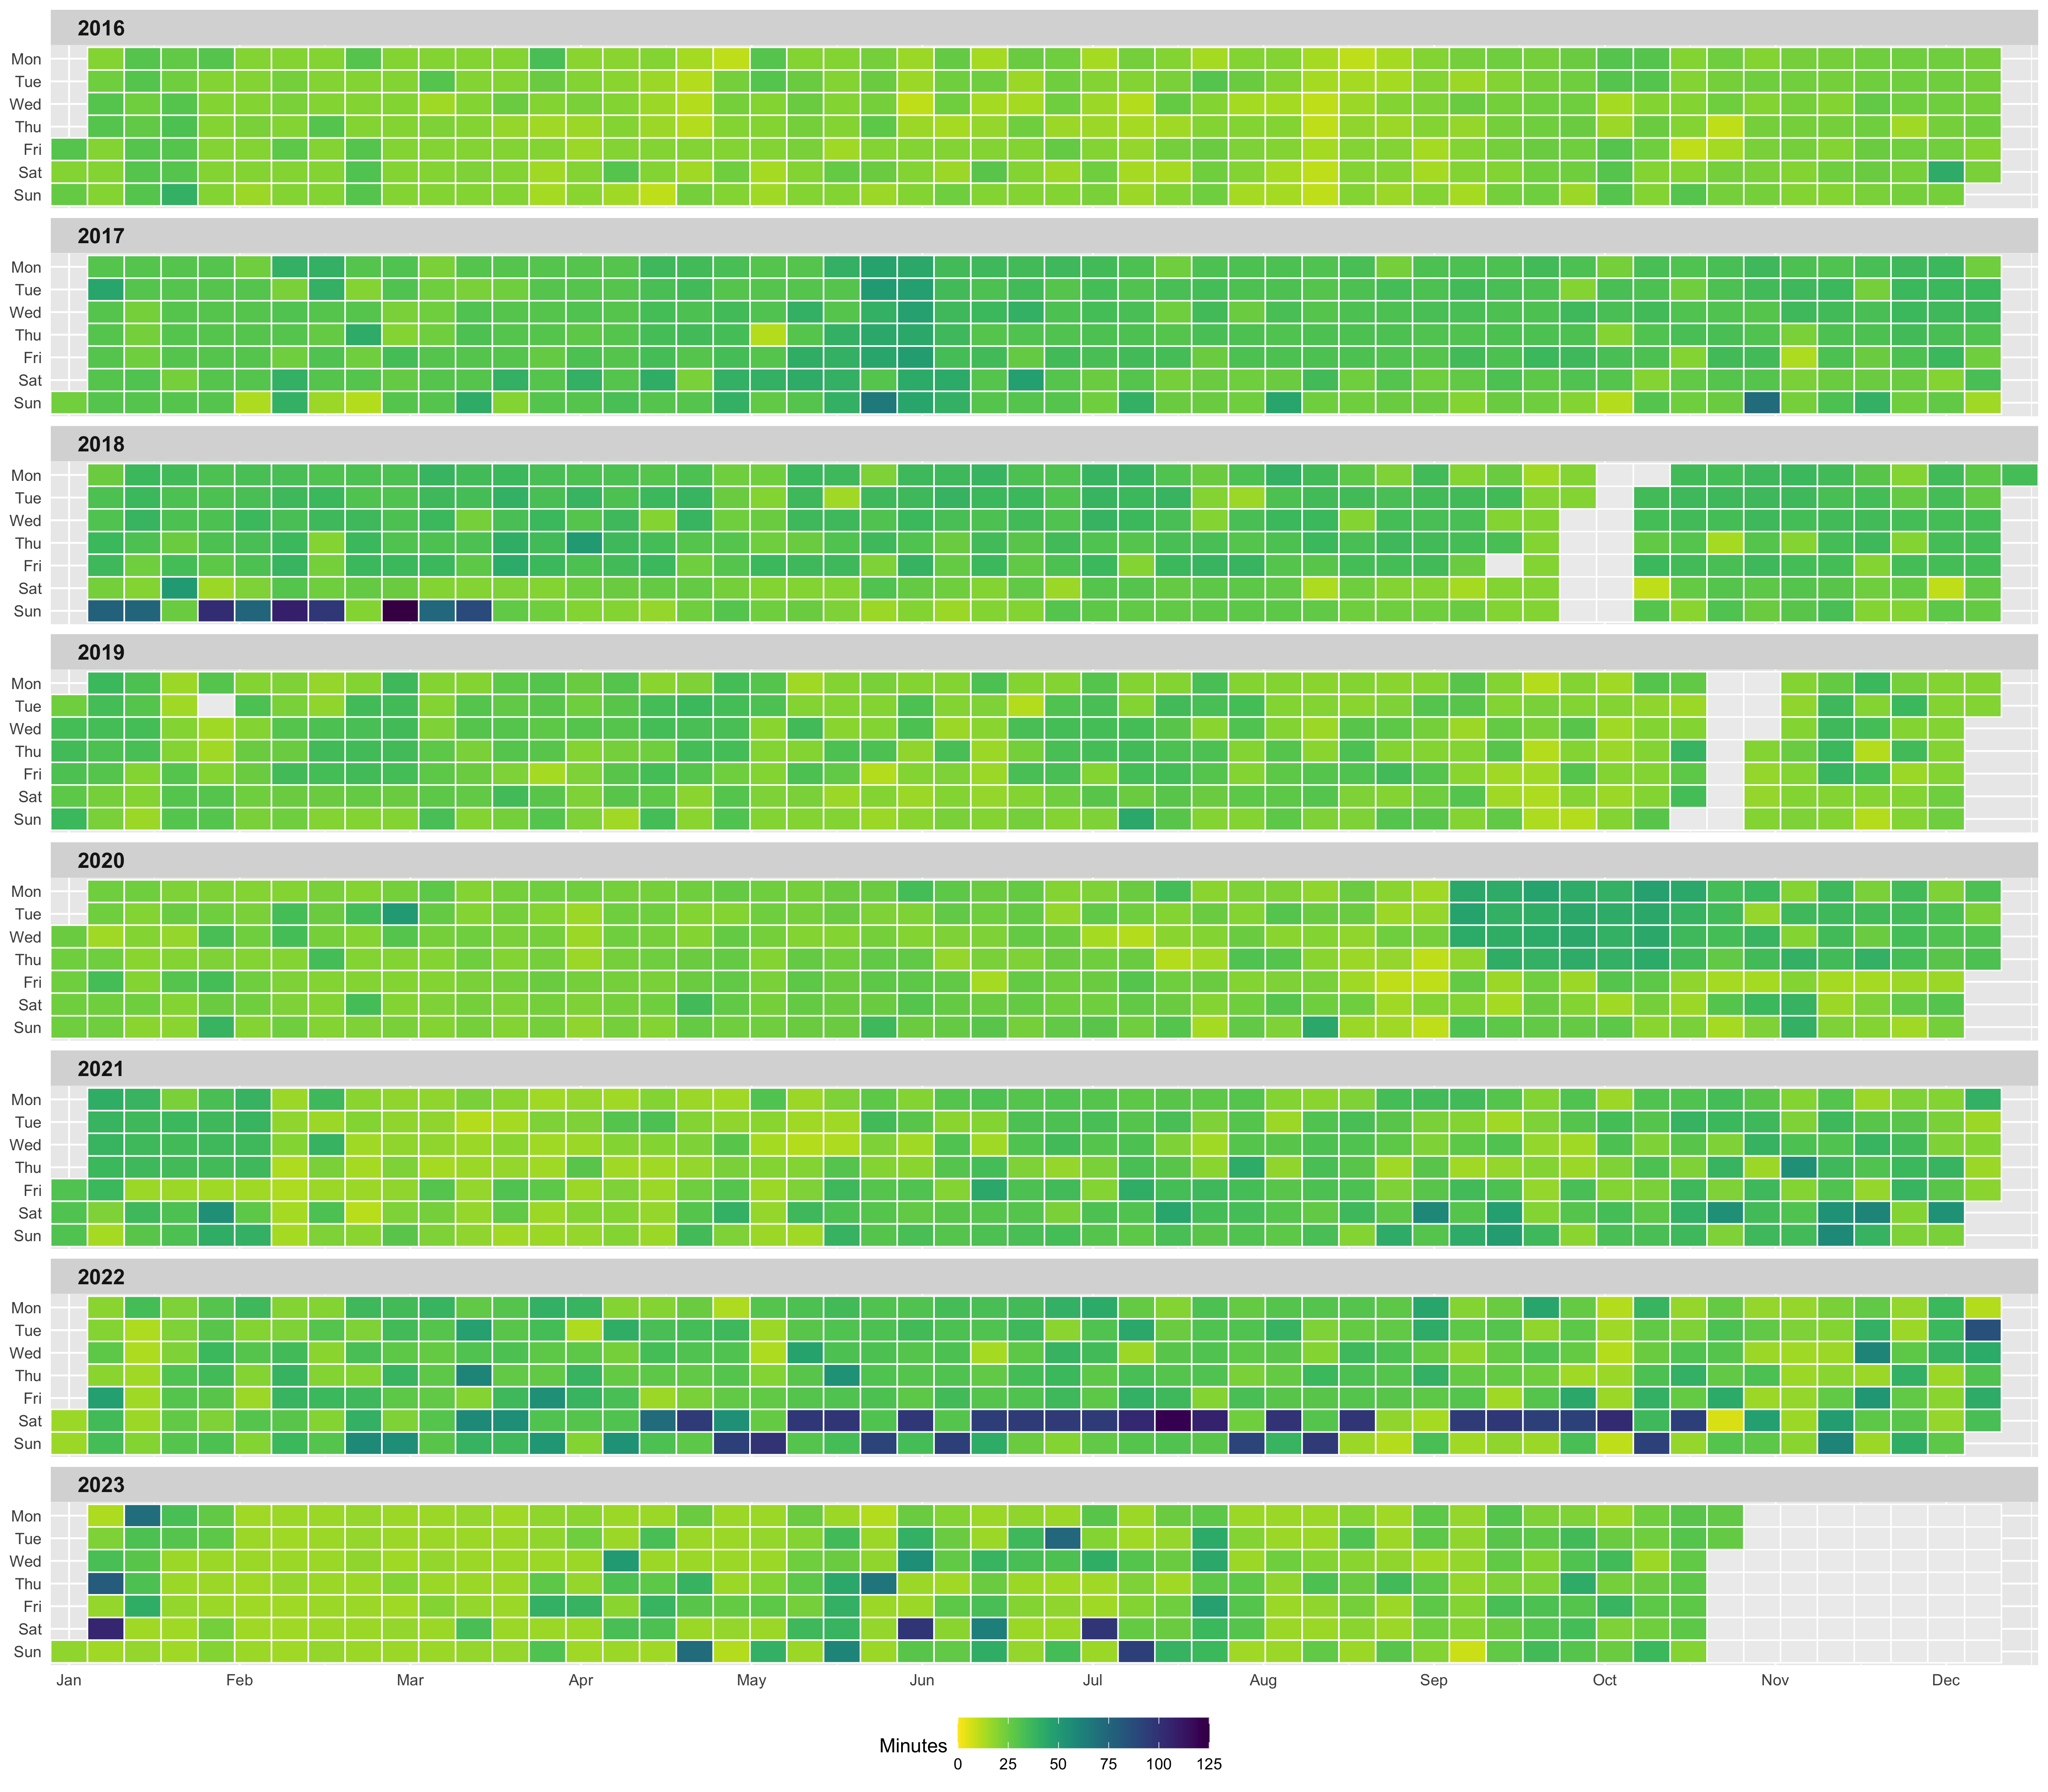 2016
Mon
Tue
Wed
Thu
Fri
Sat
Sun
2017
Mon
Tue
Wed
Thu
Fri
Sat
Sun
2018
Mon
Tue
Wed
Thu
Fri
Sat
Sun
2019
Mon
Tue
Wed
Thu
Fri
Sat
Sun
2020
Mon
Tue
Wed
Thu
Fri
Sat
Sun
2021
Mon
Tue
Wed
Thu
Fri
Sat
Sun
2022
Mon
Tue
Wed
Thu
Fri
Sat
Sun
2023
Mon
Tue
Wed
Thu
Fri
Sat
Sun
Jan Feb Mar Apr May Jun Jul Aug Sep Oct Nov Dec
Minutes
0 25 50 75 100 125